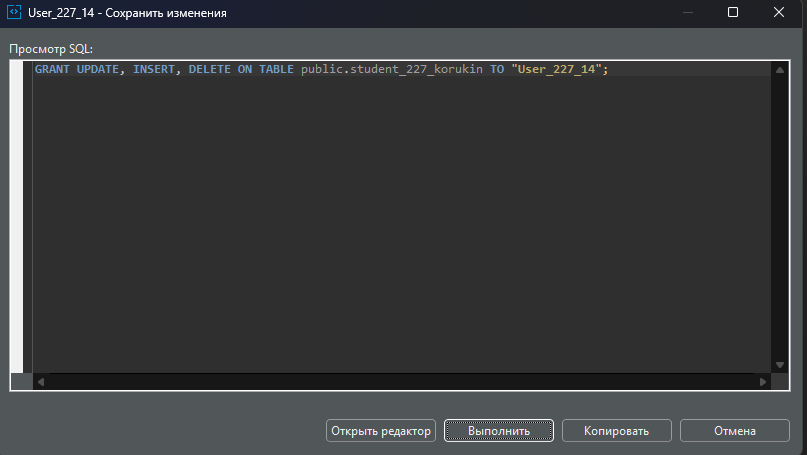 User_227_14 - Сохранить изменения
Просмотр SQL:
GRANT UPDATE, INSERT, DELETE ON TABLE public.student_227_korukin TO "User_227_14";
Открыть редактор Выполнить Копировать Отмена